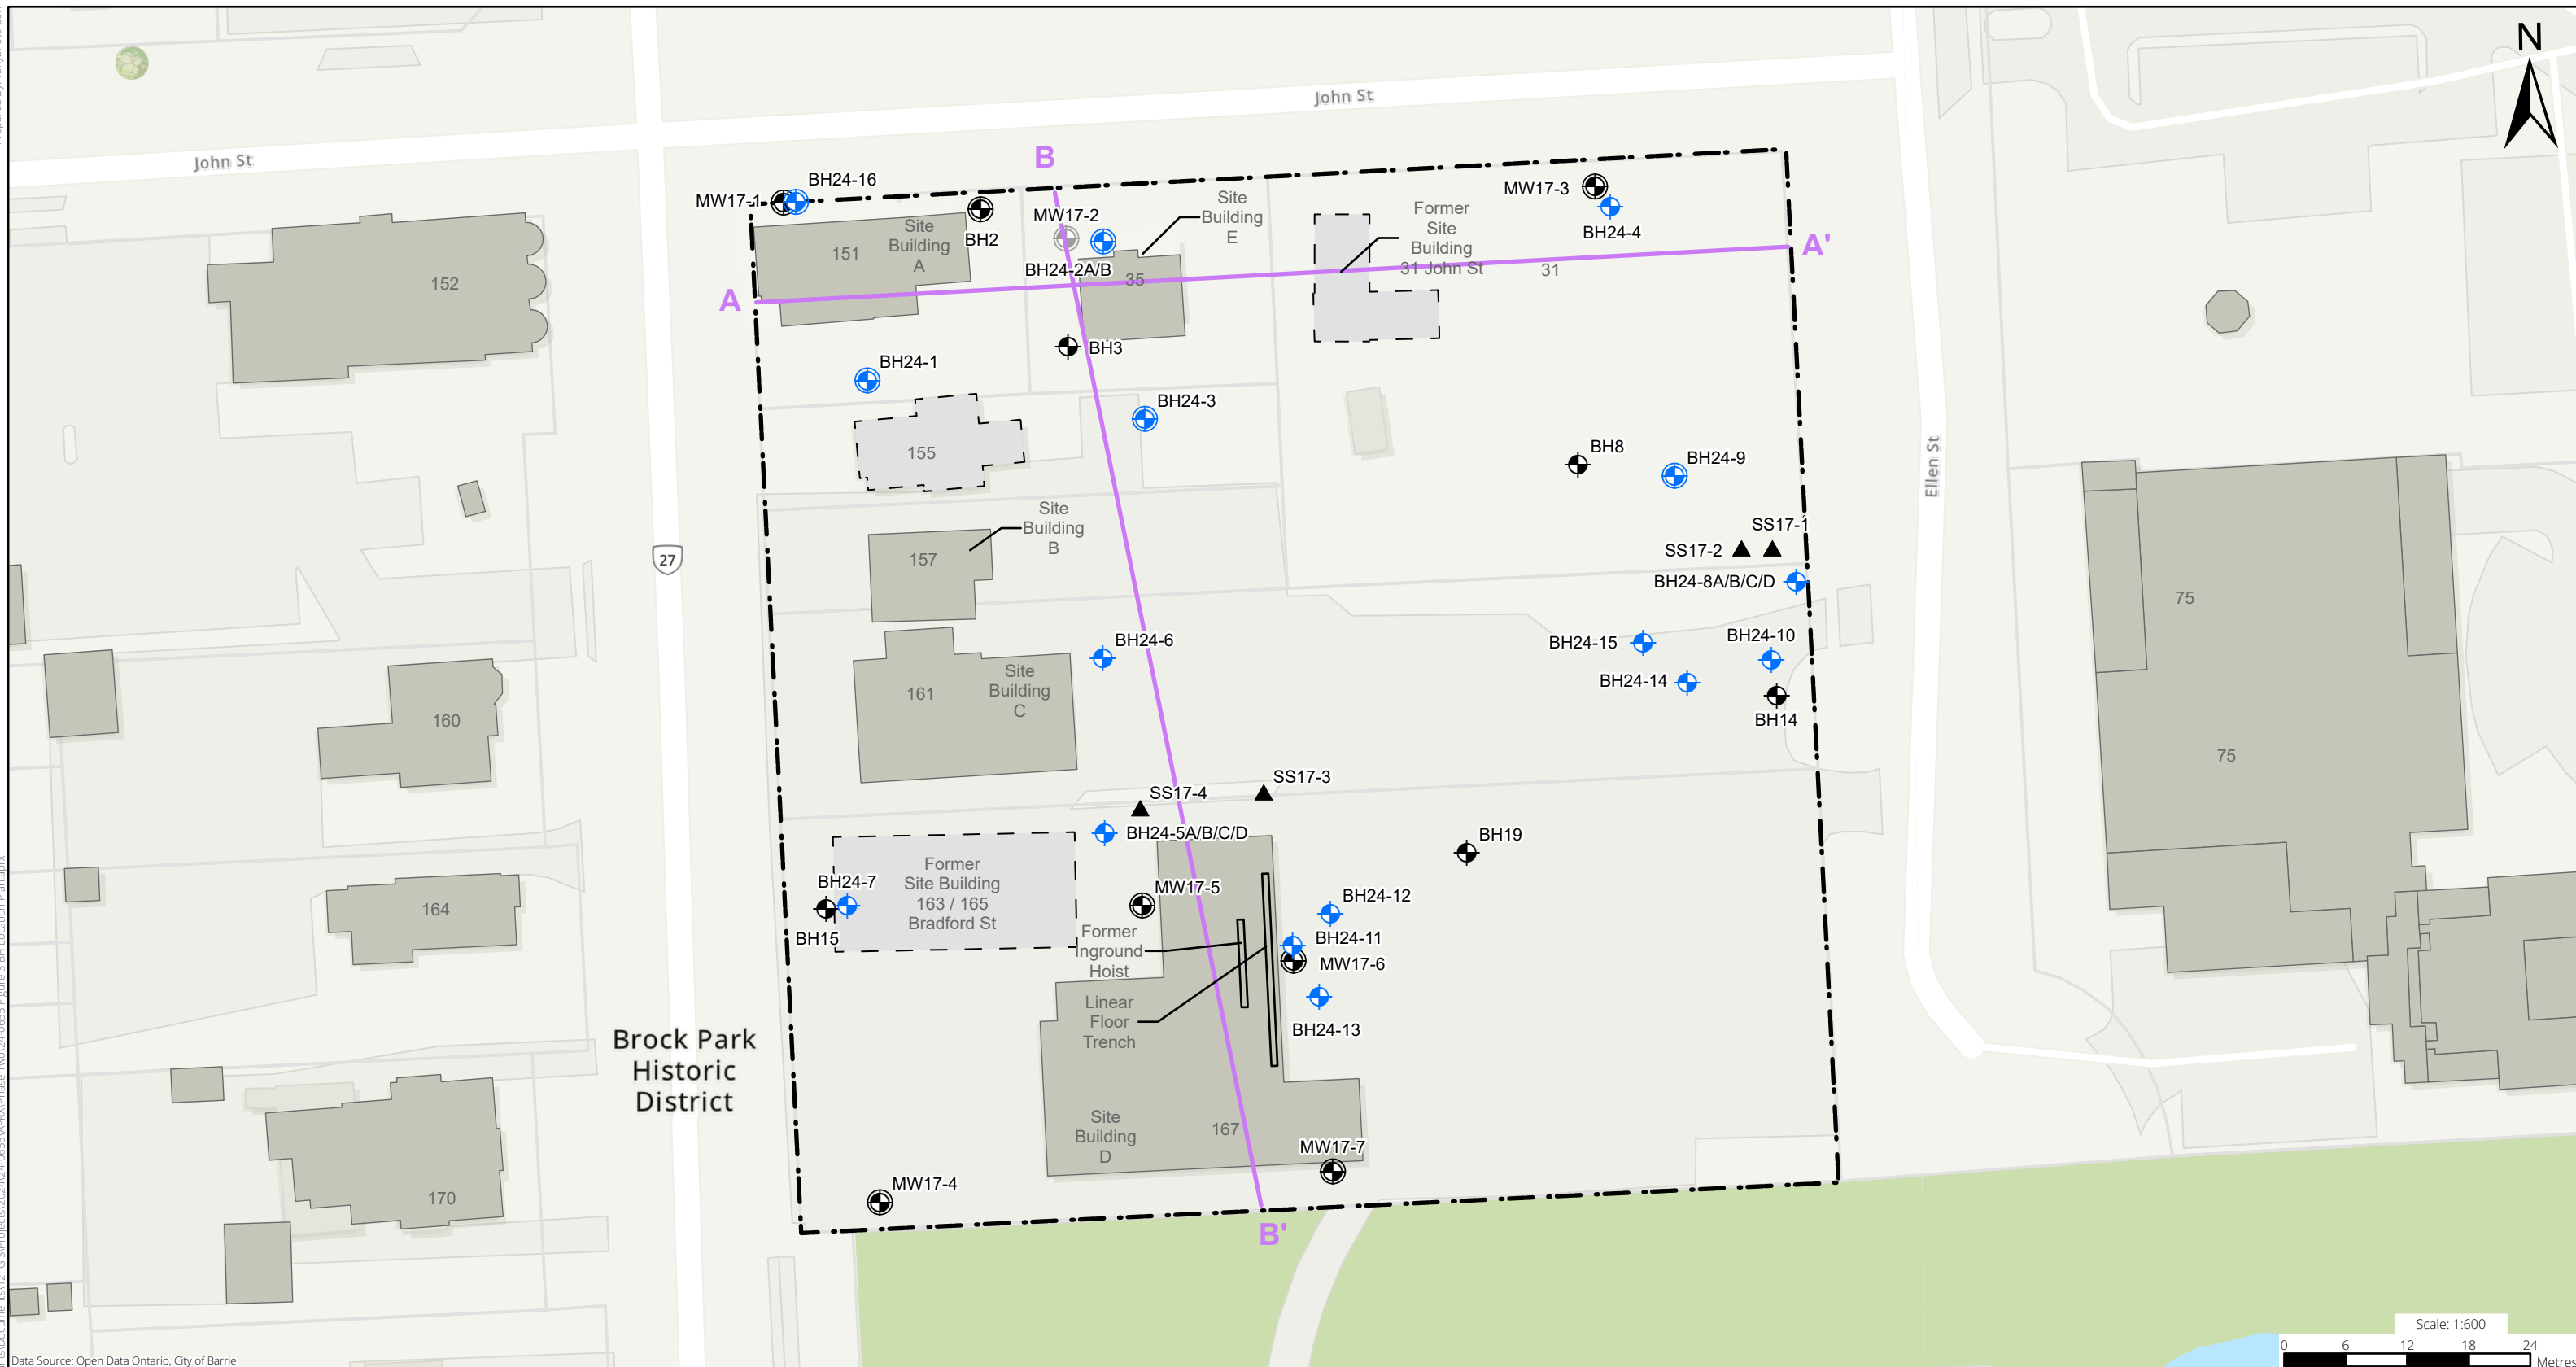 N
John St
John St
B
BH24-16
MW17-1
Site
Building
E
MW17-3
Former
Site
Building
31 John St
MW17-2
BH2
Site
Building
A
151
BH24-4
A'
152
BH24-2A/B
35
31
A
BH3
BH24-1
BH24-3
155
BH8
BH24-9
Ellen St
Site
Building
B
SS17-1
SS17-2
157
27
BH24-8A/B/C/D
75
BH24-6
BH24-15
BH24-10
161
Site
Building
C
BH24-14
160
BH14
75
SS17-3
SS17-4
BH24-5A/B/C/D
BH19
Former
Site Building
163 / 165
Bradford St
BH24-7
MW17-5
BH24-12
164
BH15
Former
Inground
Hoist
BH24-11
MW17-6
Linear
Floor
Trench
BH24-13
Brock Park
Historic
District
Site
Building
D
167
MW17-7
MW17-4
170
B'
Scale: 1:600
0 6 12 18 24
Metres
Data Source: Open Data Ontario, City of Barrie